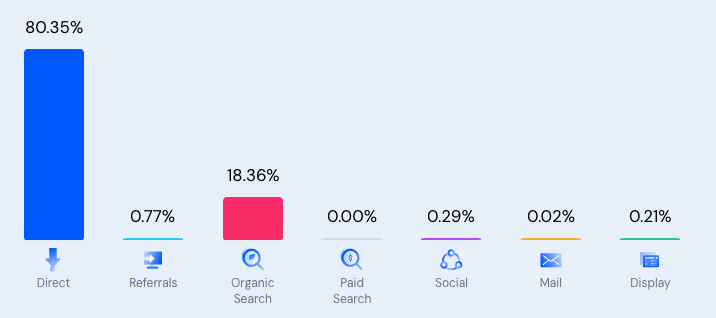 80.35%
18.36%
0.77%
0.00%
0.29%
0.02%
0.21%
Direct
Referrals
Organic
Search
Paid
Search
Social
Mail
Display